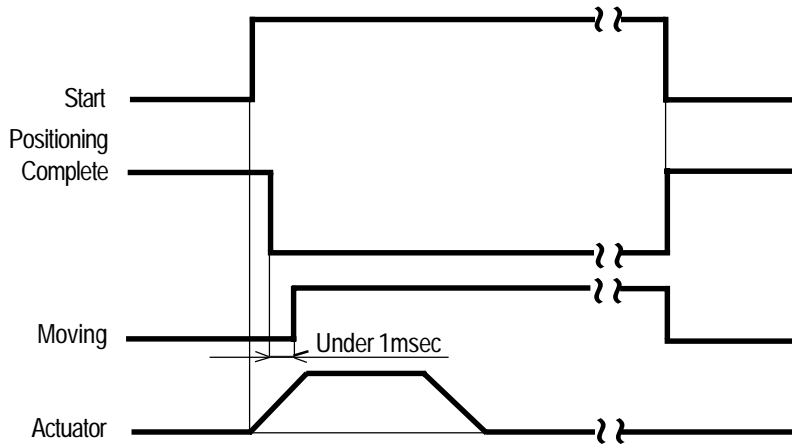 Start
Positioning
Complete
Moving
Under 1msec
Actuator